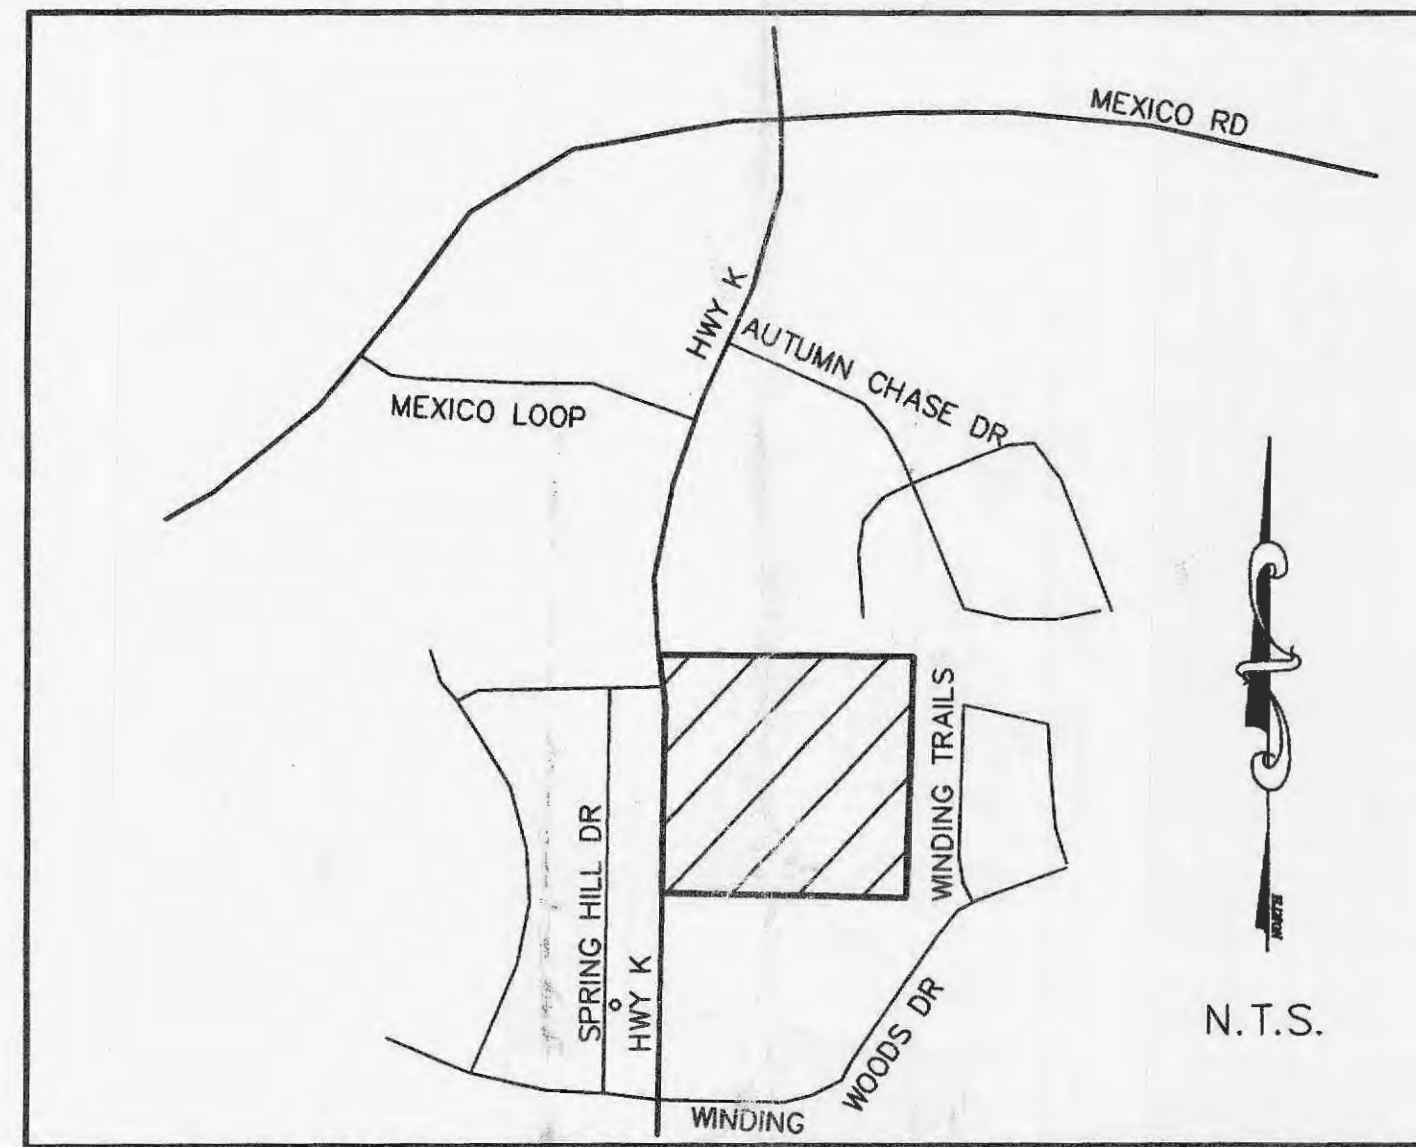 MEXICO RD
HWY K
AUTUMN CHASE DR
MEXICO LOOP
WINDING TRAILS
SPRING HILL DR
HWY K
NORTH
N.T.S.
WOODS DR
WINDING